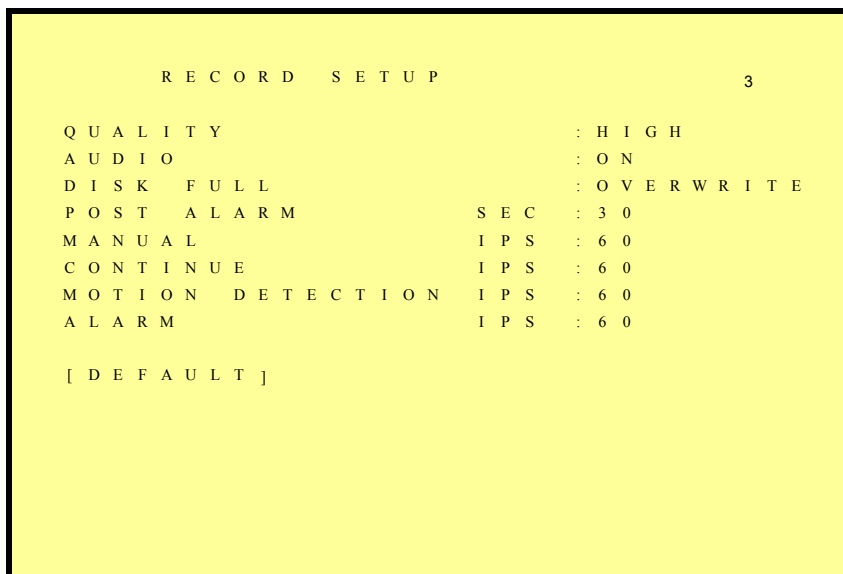 RECORD SETUP 3
QUALITY : HIGH
AUDIO : ON
DISK FULL : OVERWRITE
POST ALARM SEC : 30
MANUAL IPS : 60
CONTINUE IPS : 60
MOTION DETECTION IPS : 60
ALARM IPS : 60
[DEFAULT]